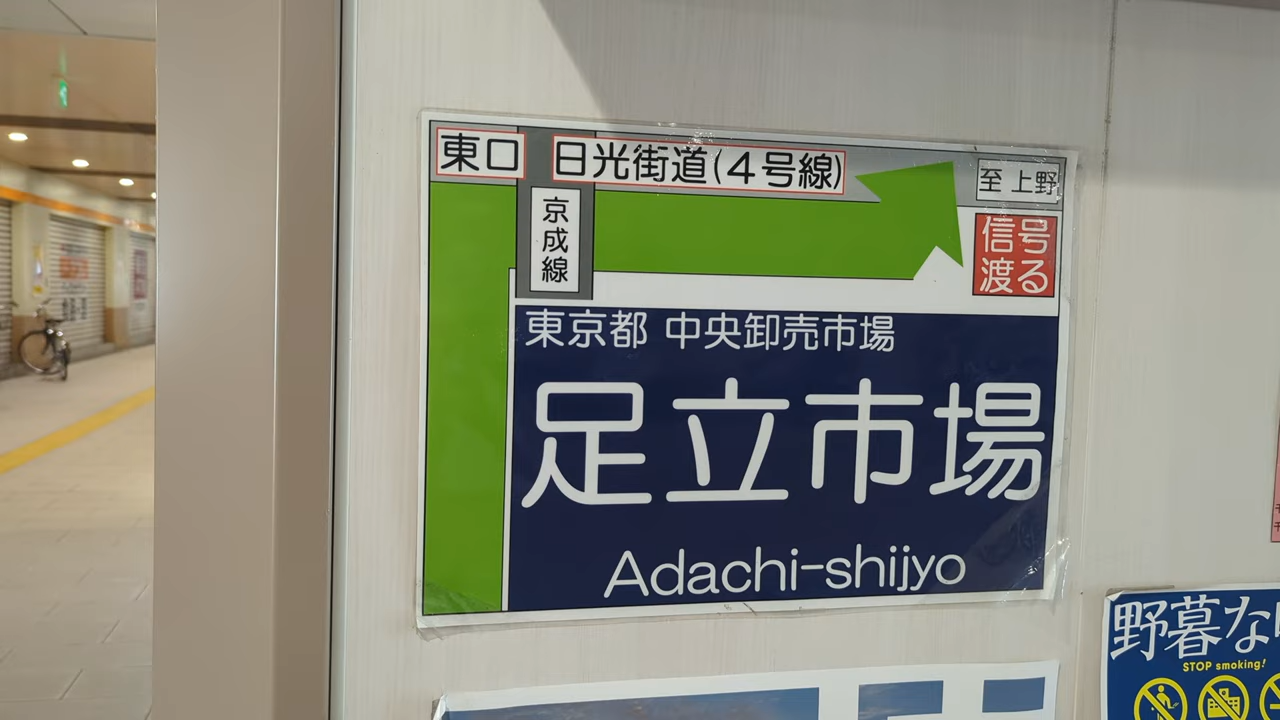 東口
日光街道(4号線)
至 上野
京成線
信号
渡る
東京都 中央卸売市場
足立市場
Adachi-shijyo
野暮な
STOP smoking!